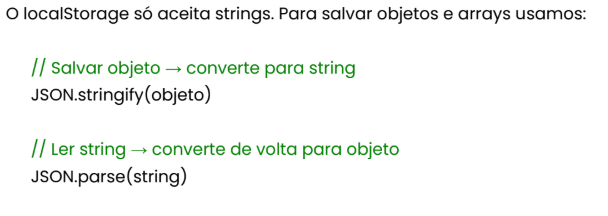 O localStorage só aceita strings. Para salvar objetos e arrays usamos:
// Salvar objeto → converte para string
JSON.stringify(objeto)
// Ler string → converte de volta para objeto
JSON.parse(string)